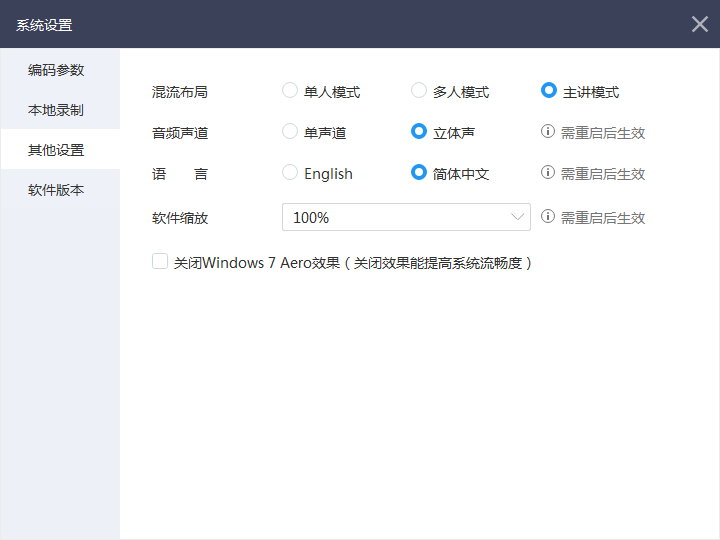 系统设置
编码参数
本地录制
其他设置
软件版本
混流布局 单人模式 多人模式 主讲模式
音频声道 单声道 立体声 需重启后生效
语 言 English 简体中文 需重启后生效
软件缩放 100% 需重启后生效
关闭Windows 7 Aero效果（关闭效果能提高系统流畅度）